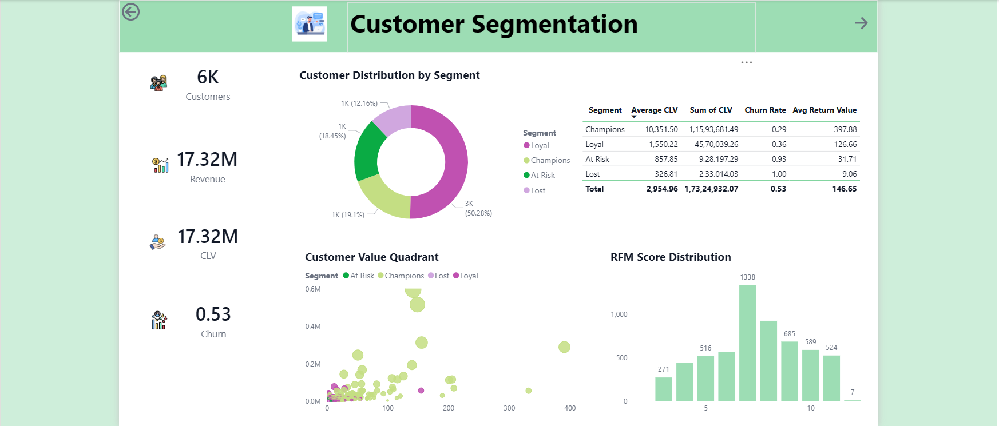 Customer Segmentation
6K
Customers
17.32M
Revenue
17.32M
CLV
0.53
Churn
Customer Distribution by Segment
1K (12.16%)
1K
(18.45%)
1K (19.1%)
3K
(50.28%)
Segment
Loyal
Champions
At Risk
Lost
Segment Average CLV Sum of CLV Churn Rate Avg Return Value
Champions 10,351.50 1,15,93,681.49 0.29 397.88
Loyal 1,550.22 45,70,039.26 0.36 126.66
At Risk 857.85 9,28,197.29 0.93 31.71
Lost 326.81 2,33,014.03 1.00 9.06
Total 2,954.96 1,73,24,932.07 0.53 146.65
Customer Value Quadrant
Segment At Risk Champions Lost Loyal
0.6M
0.4M
0.2M
0.0M
0 100 200 300 400
RFM Score Distribution
1,000
500
0
271
516
1338
685
589
524
7
5 10